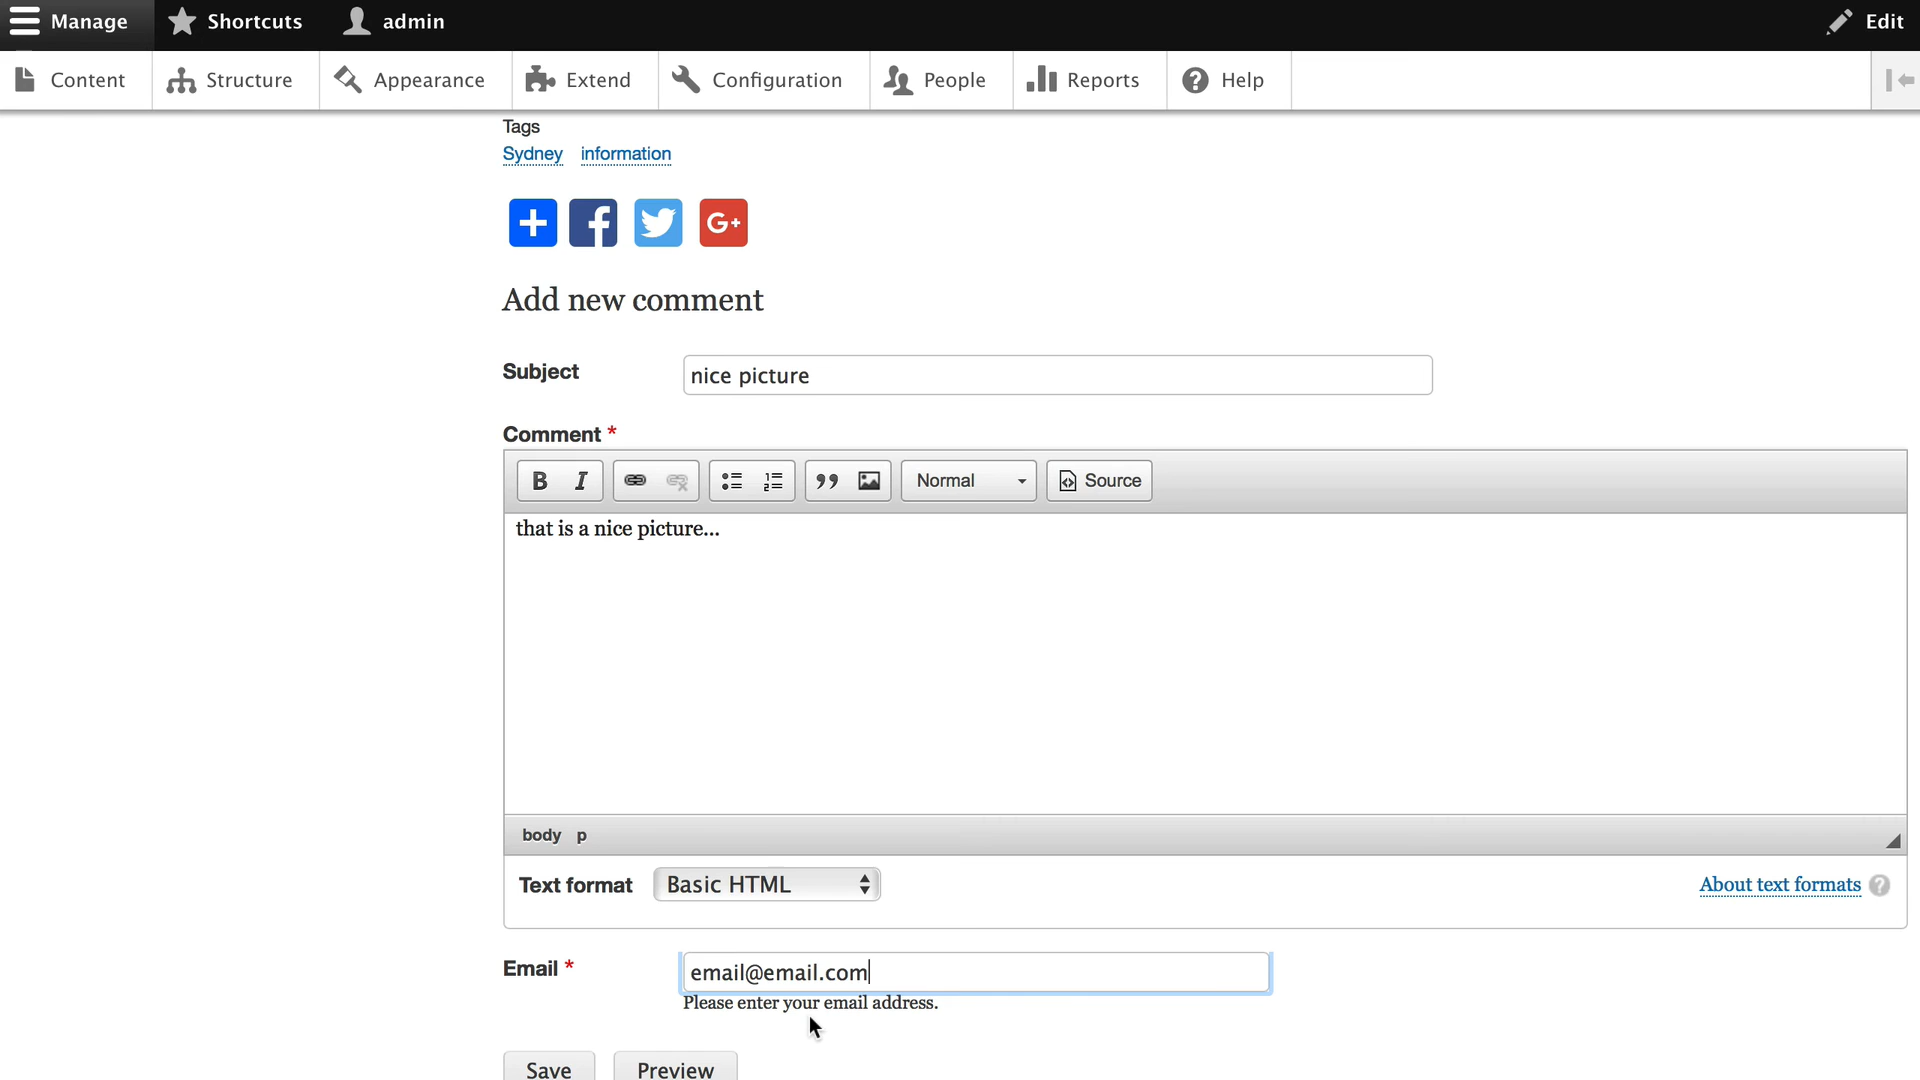 Manage Shortcuts admin Edit
Content Structure Appearance Extend Configuration People Reports Help
Tags
Sydney information
G+
Add new comment
Subject nice picture
Comment *
B I Normal Source
that is a nice picture...
body p
Text format Basic HTML About text formats ?
Email * email@email.com
Please enter your email address.
Save Preview